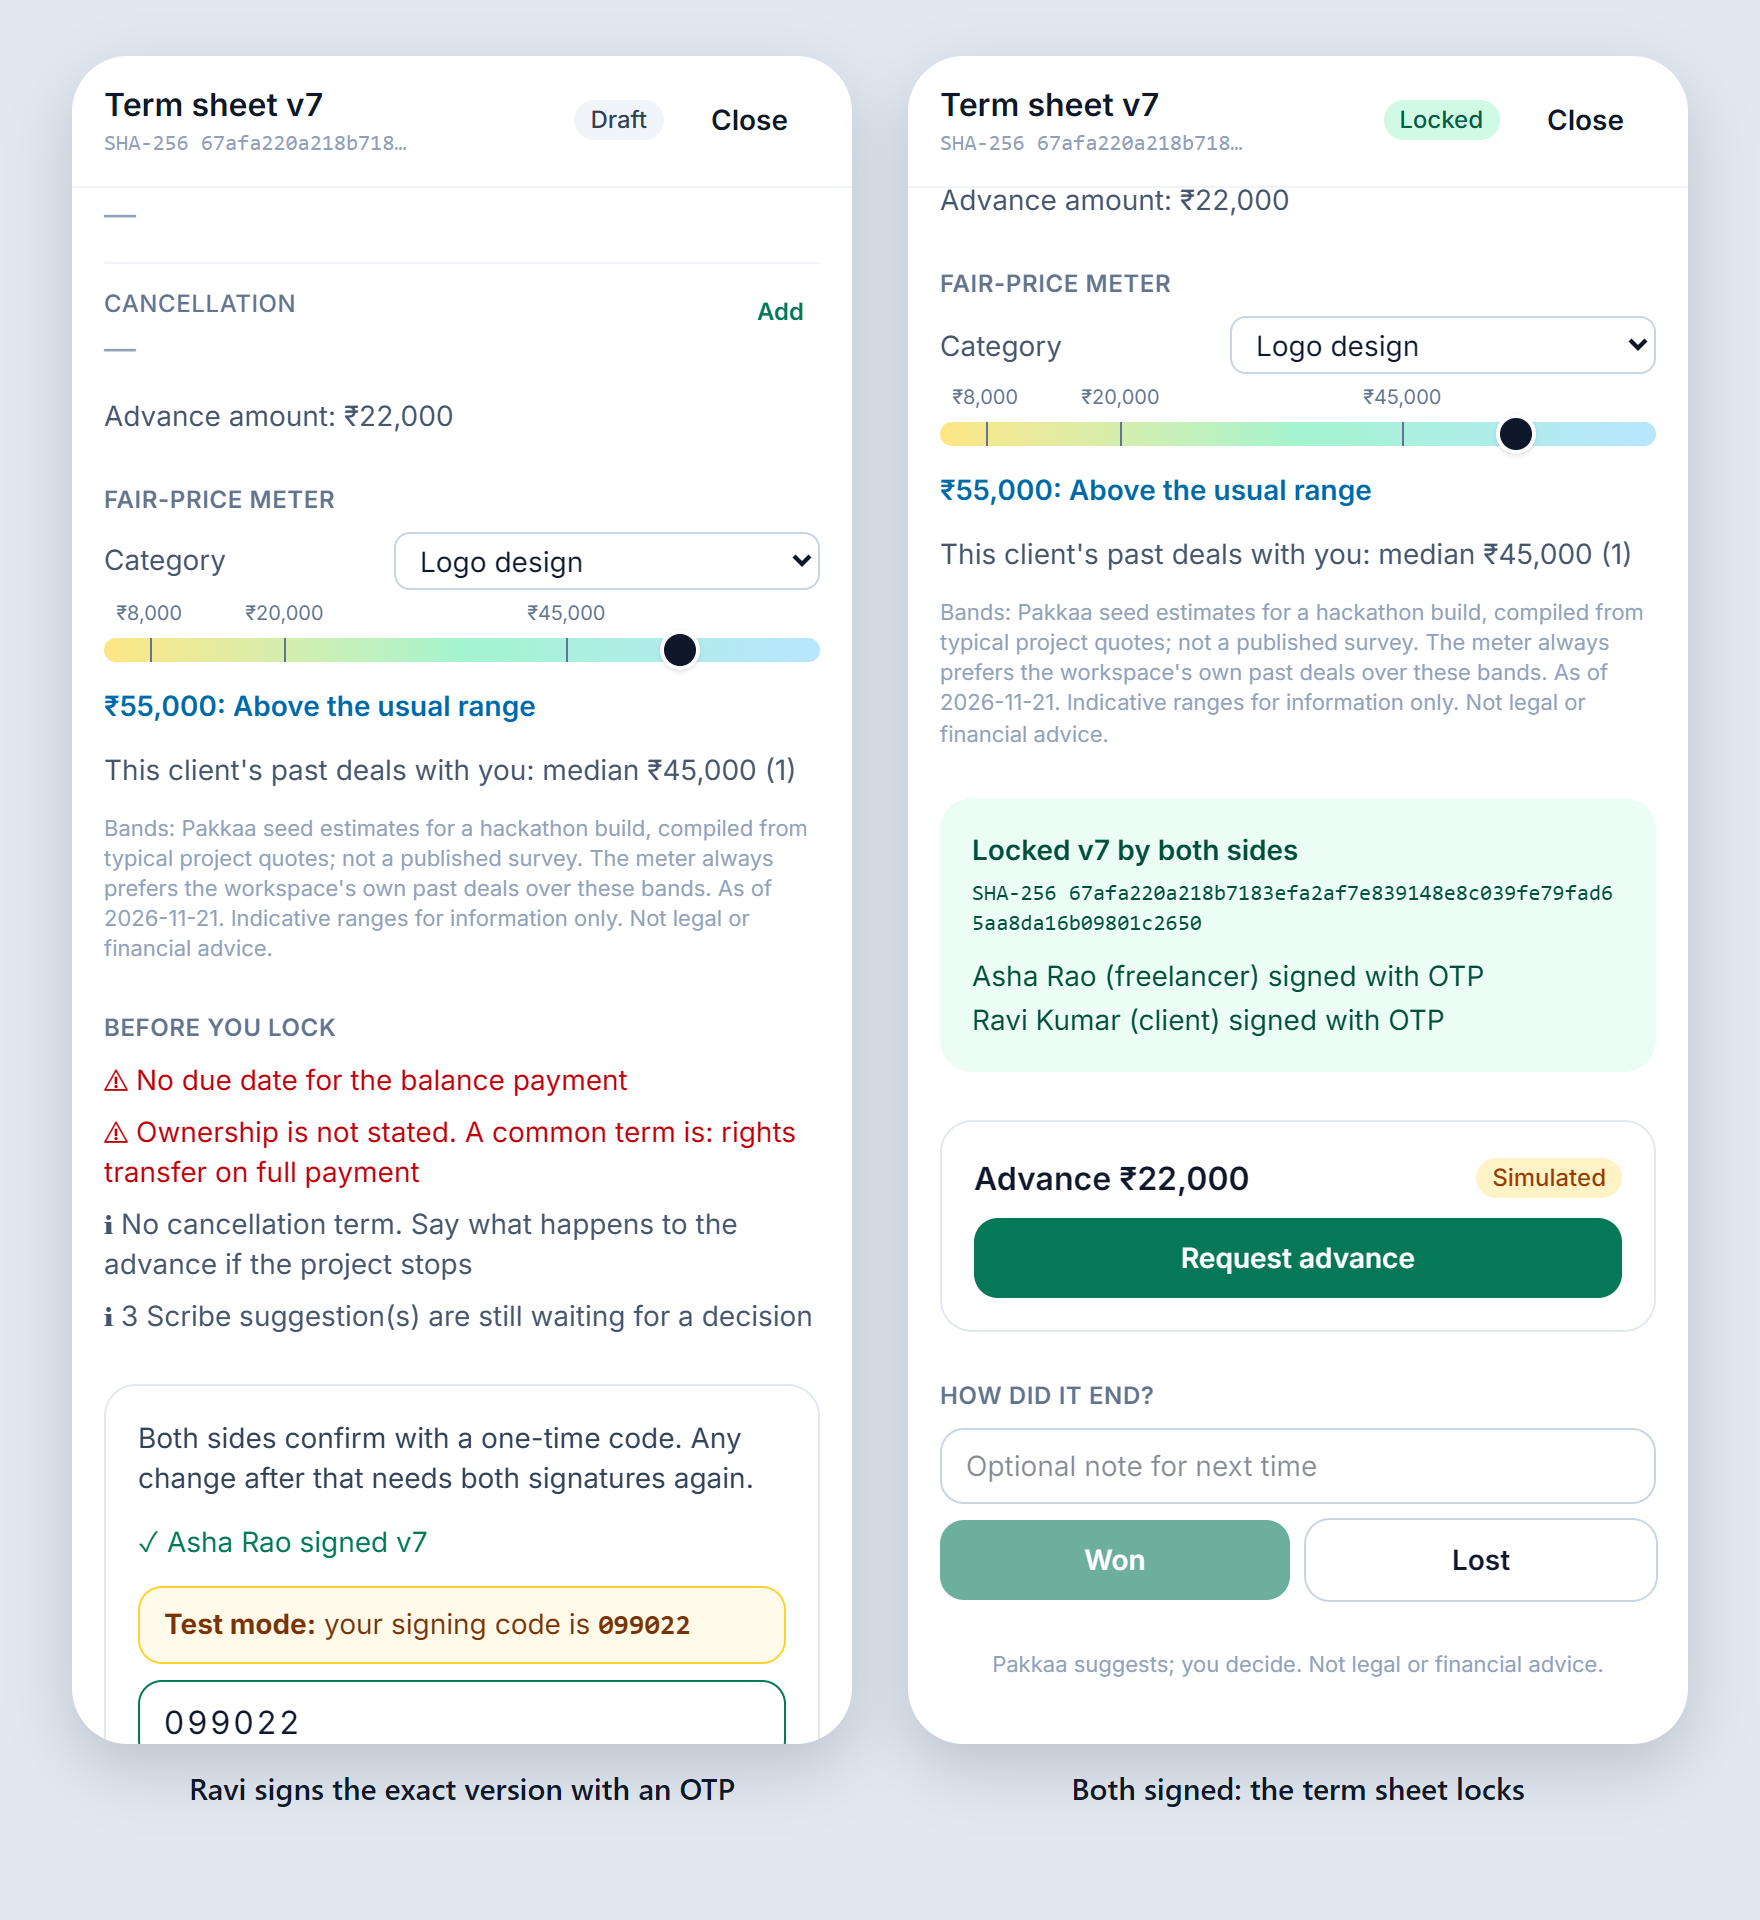 Term sheet v7
SHA-256 67afa220a218b718…
Draft
Close
—
CANCELLATION
Add
—
Advance amount: ₹22,000
FAIR-PRICE METER
Category
Logo design
₹8,000
₹20,000
₹45,000
₹55,000: Above the usual range
This client's past deals with you: median ₹45,000 (1)
Bands: Pakkaa seed estimates for a hackathon build, compiled from
typical project quotes; not a published survey. The meter always
prefers the workspace's own past deals over these bands. As of
2026-11-21. Indicative ranges for information only. Not legal or
financial advice.
BEFORE YOU LOCK
⚠ No due date for the balance payment
⚠ Ownership is not stated. A common term is: rights
transfer on full payment
ℹ No cancellation term. Say what happens to the
advance if the project stops
ℹ 3 Scribe suggestion(s) are still waiting for a decision
Both sides confirm with a one-time code. Any
change after that needs both signatures again.
✓ Asha Rao signed v7
Test mode: your signing code is 099022
099022
Ravi signs the exact version with an OTP
Term sheet v7
SHA-256 67afa220a218b718…
Locked
Close
Advance amount: ₹22,000
FAIR-PRICE METER
Category
Logo design
₹8,000
₹20,000
₹45,000
₹55,000: Above the usual range
This client's past deals with you: median ₹45,000 (1)
Bands: Pakkaa seed estimates for a hackathon build, compiled from
typical project quotes; not a published survey. The meter always
prefers the workspace's own past deals over these bands. As of
2026-11-21. Indicative ranges for information only. Not legal or
financial advice.
Locked v7 by both sides
SHA-256 67afa220a218b7183efa2af7e839148e8c039fe79fad6
5aa8da16b09801c2650
Asha Rao (freelancer) signed with OTP
Ravi Kumar (client) signed with OTP
Advance ₹22,000
Simulated
Request advance
HOW DID IT END?
Optional note for next time
Won
Lost
Pakkaa suggests; you decide. Not legal or financial advice.
Both signed: the term sheet locks